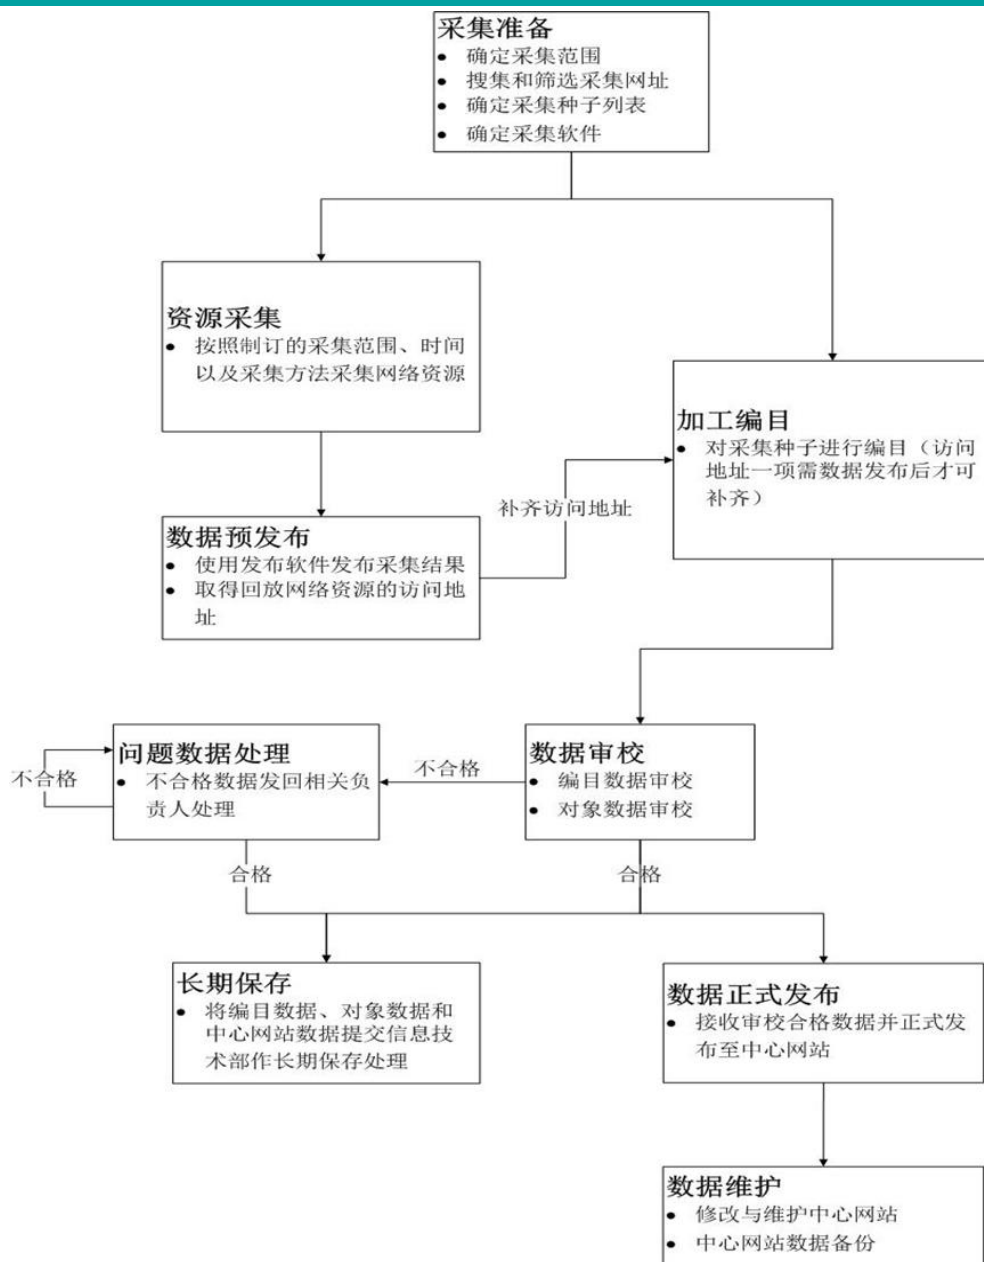 采集准备
• 确定采集范围
• 搜集和筛选采集网址
• 确定采集种子列表
• 确定采集软件
资源采集
• 按照制订的采集范围、时间
以及采集方法采集网络资源
加工编目
• 对采集种子进行编目（访问
地址一项需数据发布后才可
补齐）
补齐访问地址
数据预发布
• 使用发布软件发布采集结果
• 取得回放网络资源的访问地
址
问题数据处理
• 不合格数据发回相关负
责人处理
不合格
不合格
数据审校
• 编目数据审校
• 对象数据审校
合格
合格
长期保存
• 将编目数据、对象数据和
中心网站数据提交信息技
术部作长期保存处理
数据正式发布
• 接收审校合格数据并正式发
布至中心网站
数据维护
• 修改与维护中心网站
• 中心网站数据备份